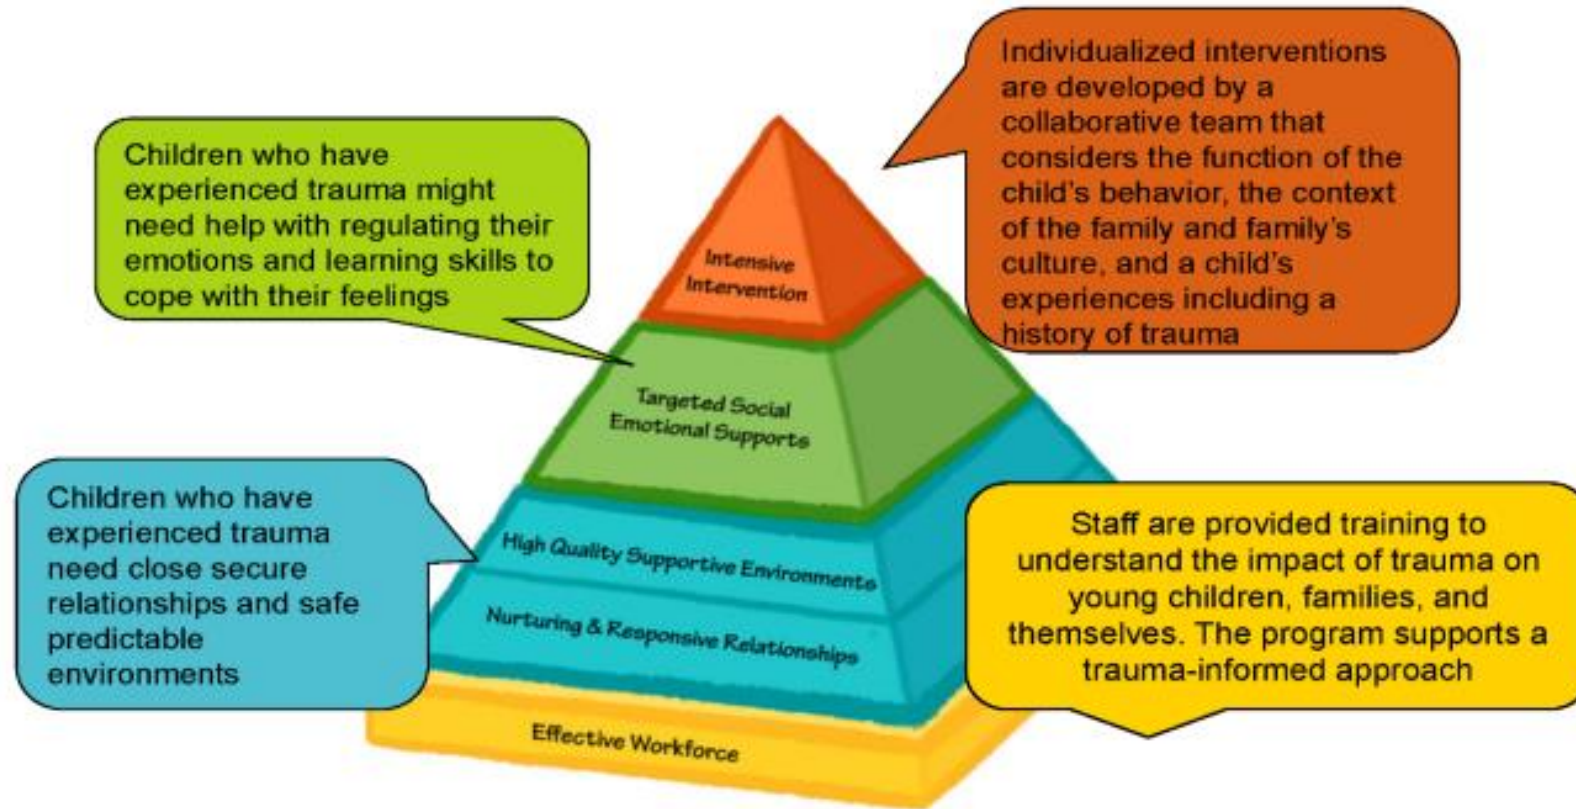 Individualized interventions
are developed by a
collaborative team that
considers the function of the
child's behavior, the context
of the family and family's
culture, and a child's
experiences including a
history of trauma
Children who have
experienced trauma might
need help with regulating their
emotions and learning skills to
cope with their feelings
Intensive
Intervention
Targeted Social
Emotional Supports
Children who have
experienced trauma
need close secure
relationships and safe
predictable
environments
High Quality Supportive Environments
Nurturing & Responsive Relationships
Staff are provided training to
understand the impact of trauma on
young children, families, and
themselves. The program supports a
trauma-informed approach
Effective Workforce